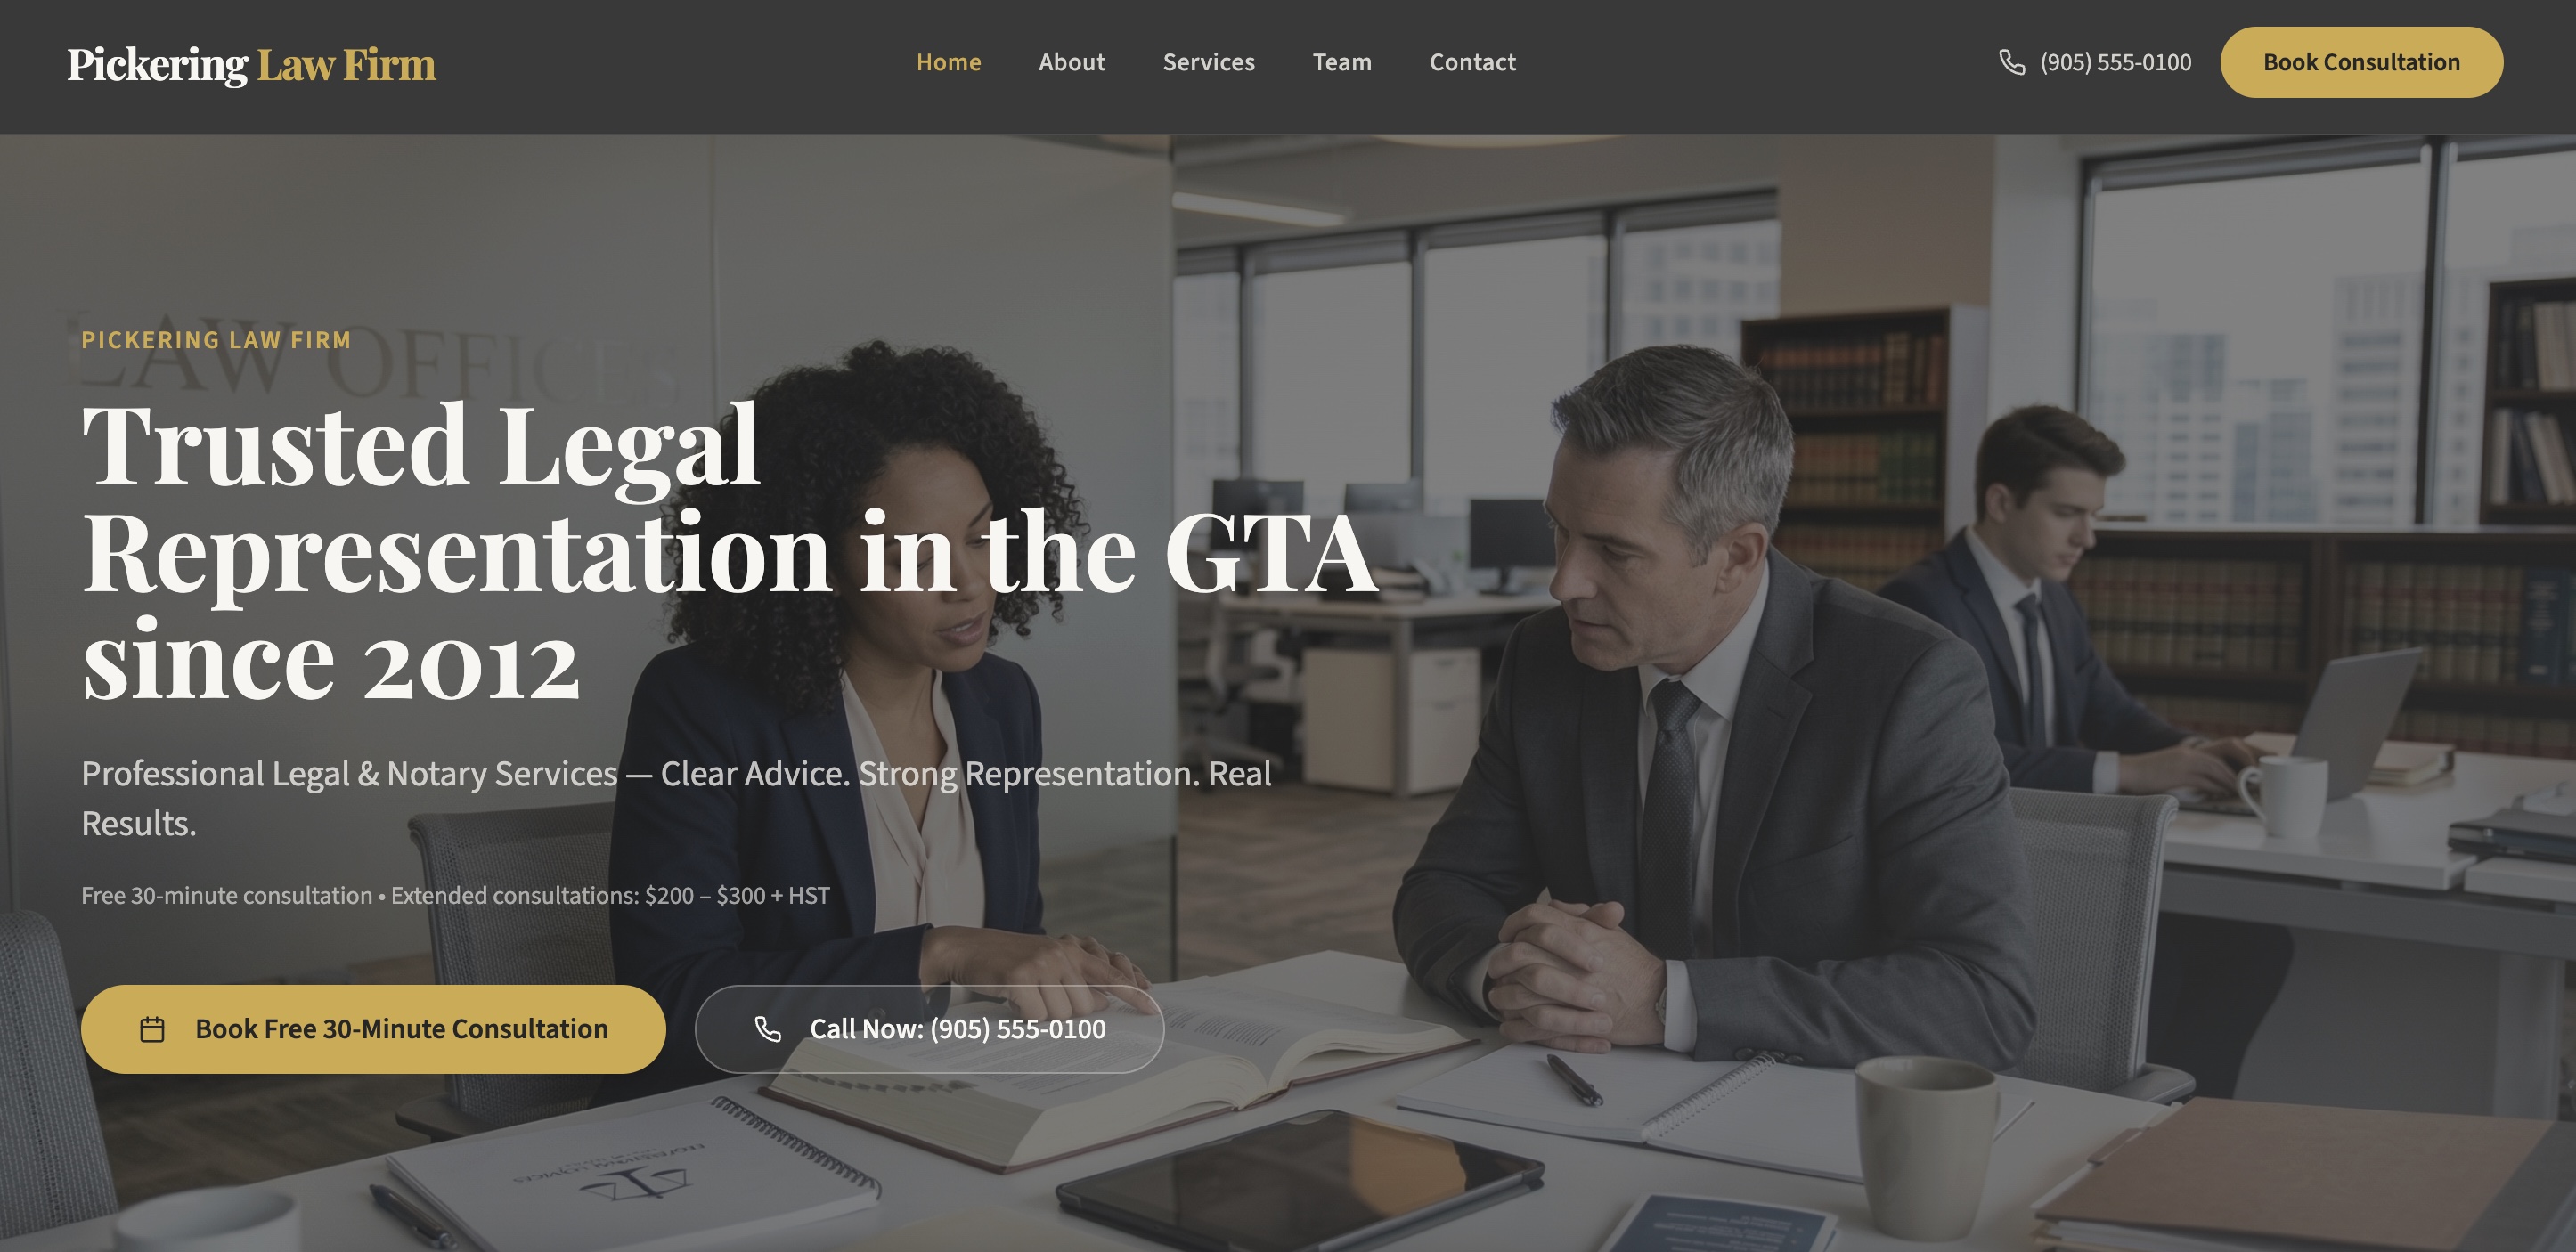 Pickering Law Firm
Home About Services Team Contact
(905) 555-0100
Book Consultation
LAW OFFICES
PICKERING LAW FIRM
Trusted Legal
Representation in the GTA
since 2012
Professional Legal & Notary Services — Clear Advice. Strong Representation. Real
Results.
Free 30-minute consultation • Extended consultations: $200 – $300 + HST
Book Free 30-Minute Consultation
Call Now: (905) 555-0100